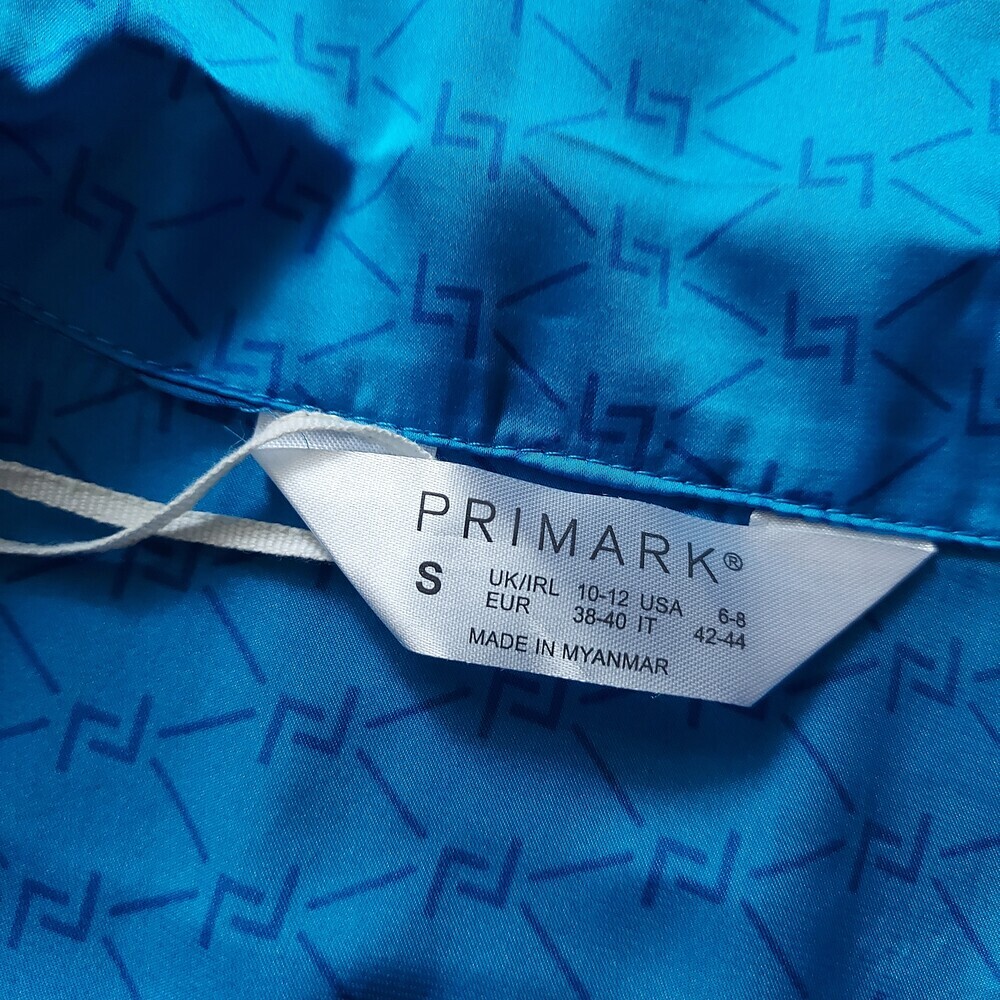 PRIMARK®
S UK/IRL 10-12 USA 6-8
EUR 38-40 IT 42-44
MADE IN MYANMAR